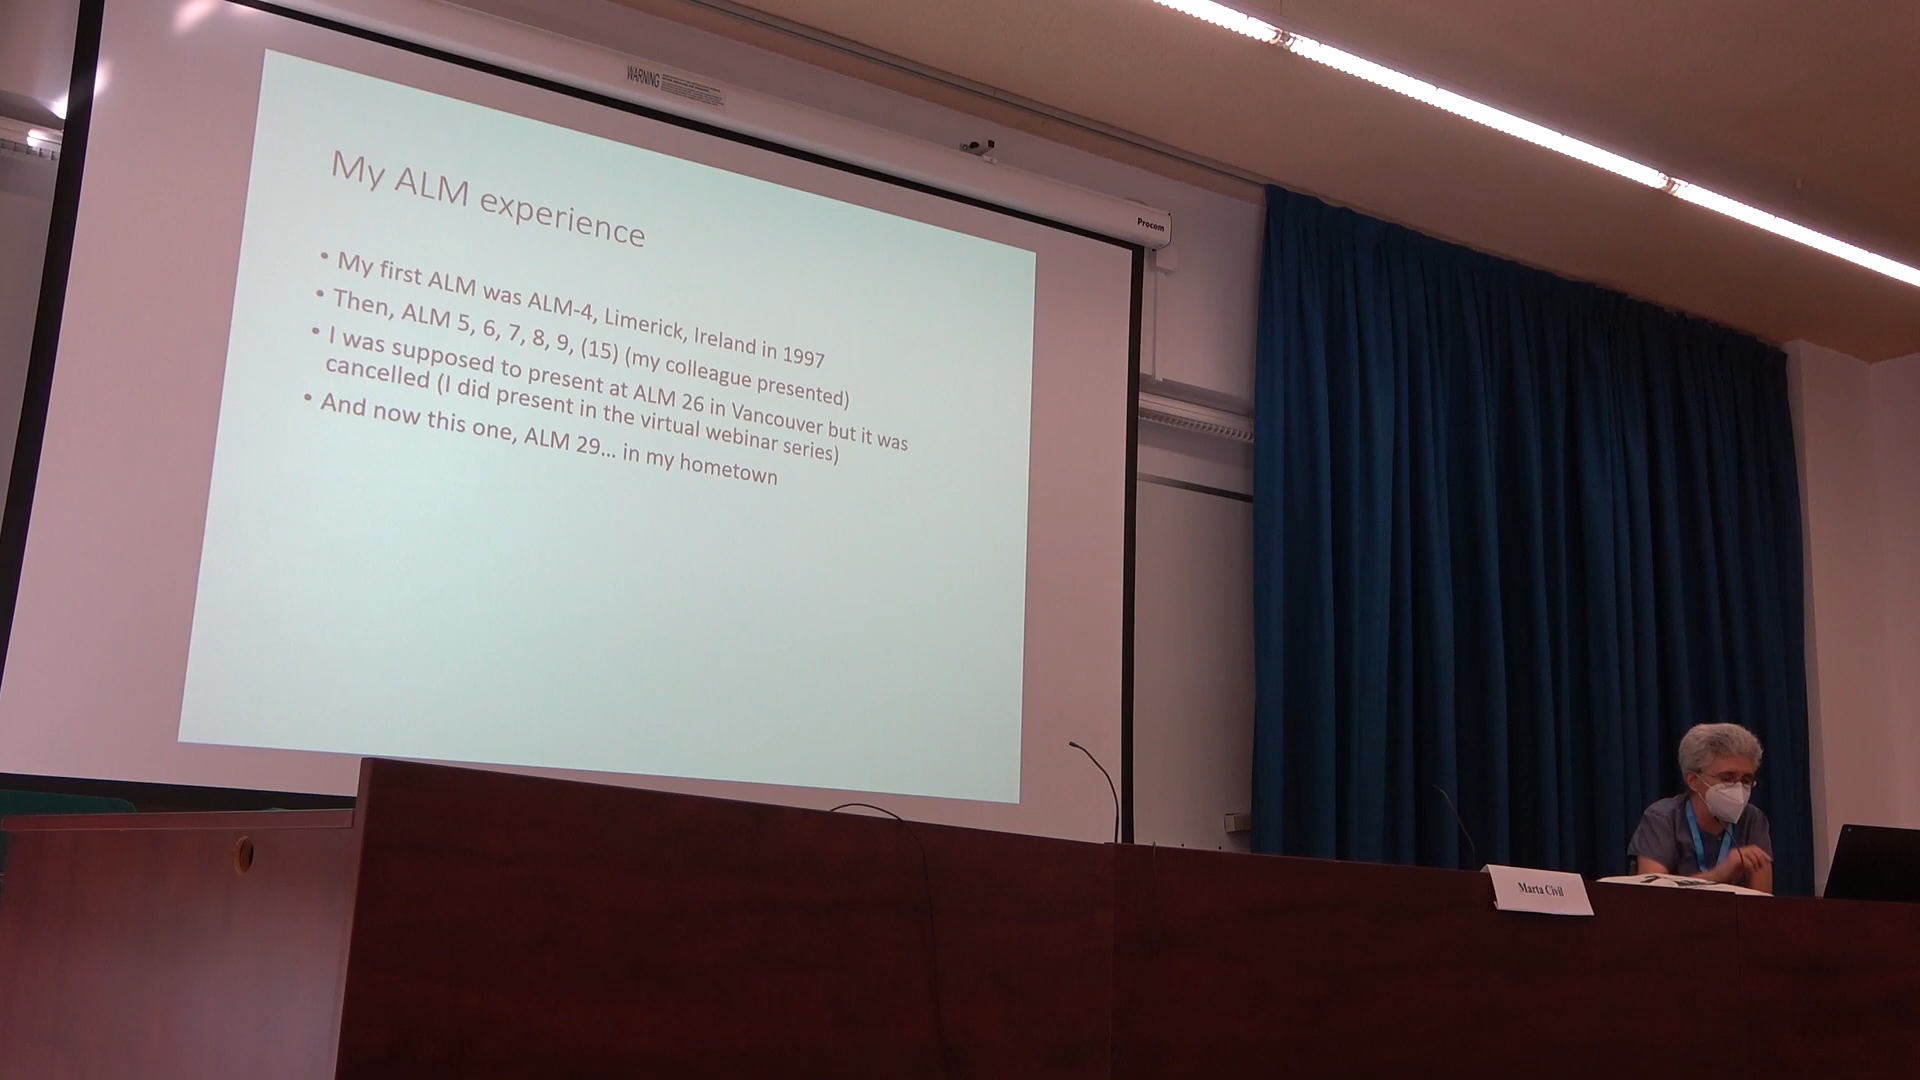 WARNING
Procom
My ALM experience
• My first ALM was ALM-4, Limerick, Ireland in 1997
• Then, ALM 5, 6, 7, 8, 9, (15) (my colleague presented)
• I was supposed to present at ALM 26 in Vancouver but it was
cancelled (I did present in the virtual webinar series)
• And now this one, ALM 29... in my hometown
Marta Civil